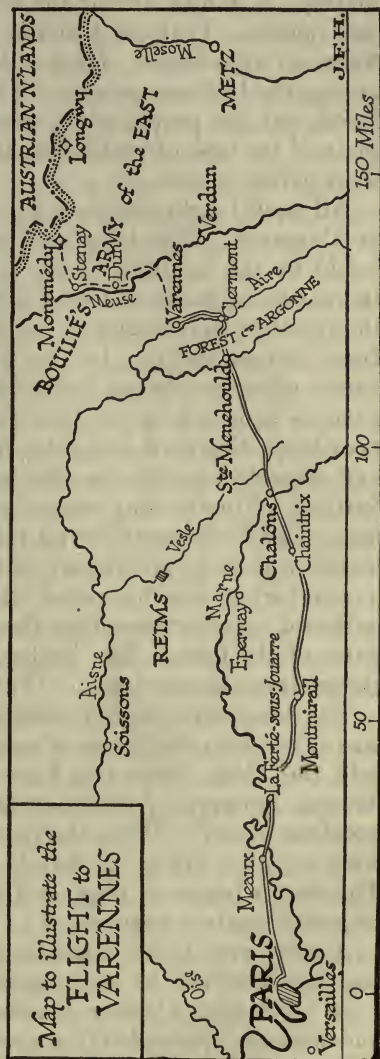 Map to illustrate the
FLIGHT to
VARENNES
Oise
PARIS
Versailles
Meaux
La Ferté-sous-Jouarre
Montmirail
Soissons
Aisne
REIMS
Vesle
Marne
Epernay
Chaintrix
Chalôns
Ste Menehould
FOREST OF ARGONNE
Clermont
Aire
Varennes
Verdun
BOUILLÉ'S ARMY of the EAST
Meuse
Dun
Stenay
Montmédy
AUSTRIAN N'LANDS
Longwy
Moselle
METZ
J.F.H.
0
50
100
150 Miles